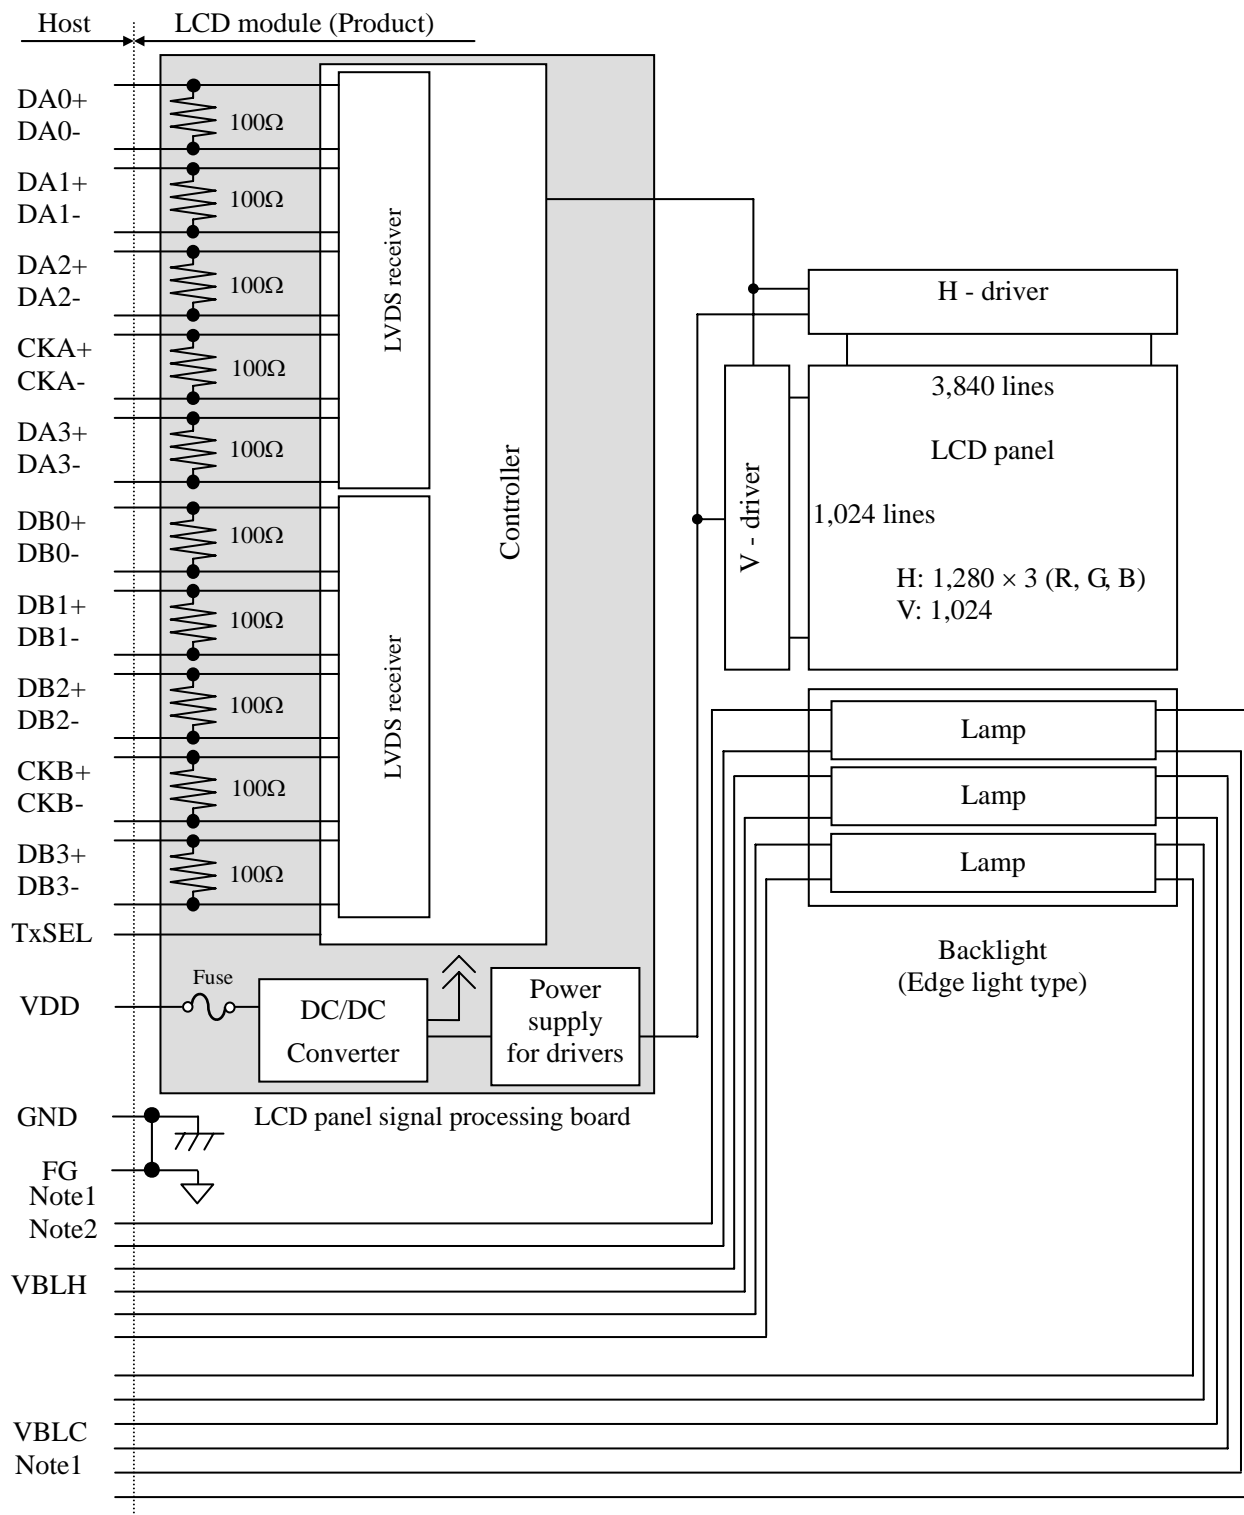 Host
LCD module (Product)
DA0+
DA0-
100Ω
DA1+
DA1-
100Ω
DA2+
DA2-
100Ω
CKA+
CKA-
100Ω
DA3+
DA3-
100Ω
LVDS receiver
DB0+
DB0-
100Ω
DB1+
DB1-
100Ω
DB2+
DB2-
100Ω
CKB+
CKB-
100Ω
DB3+
DB3-
100Ω
LVDS receiver
Controller
TxSEL
VDD
Fuse
DC/DC
Converter
Power
supply
for drivers
LCD panel signal processing board
H - driver
V - driver
3,840 lines
LCD panel
1,024 lines
H: 1,280 × 3 (R, G, B)
V: 1,024
Lamp
Lamp
Lamp
Backlight
(Edge light type)
GND
FG
Note1
Note2
VBLH
VBLC
Note1